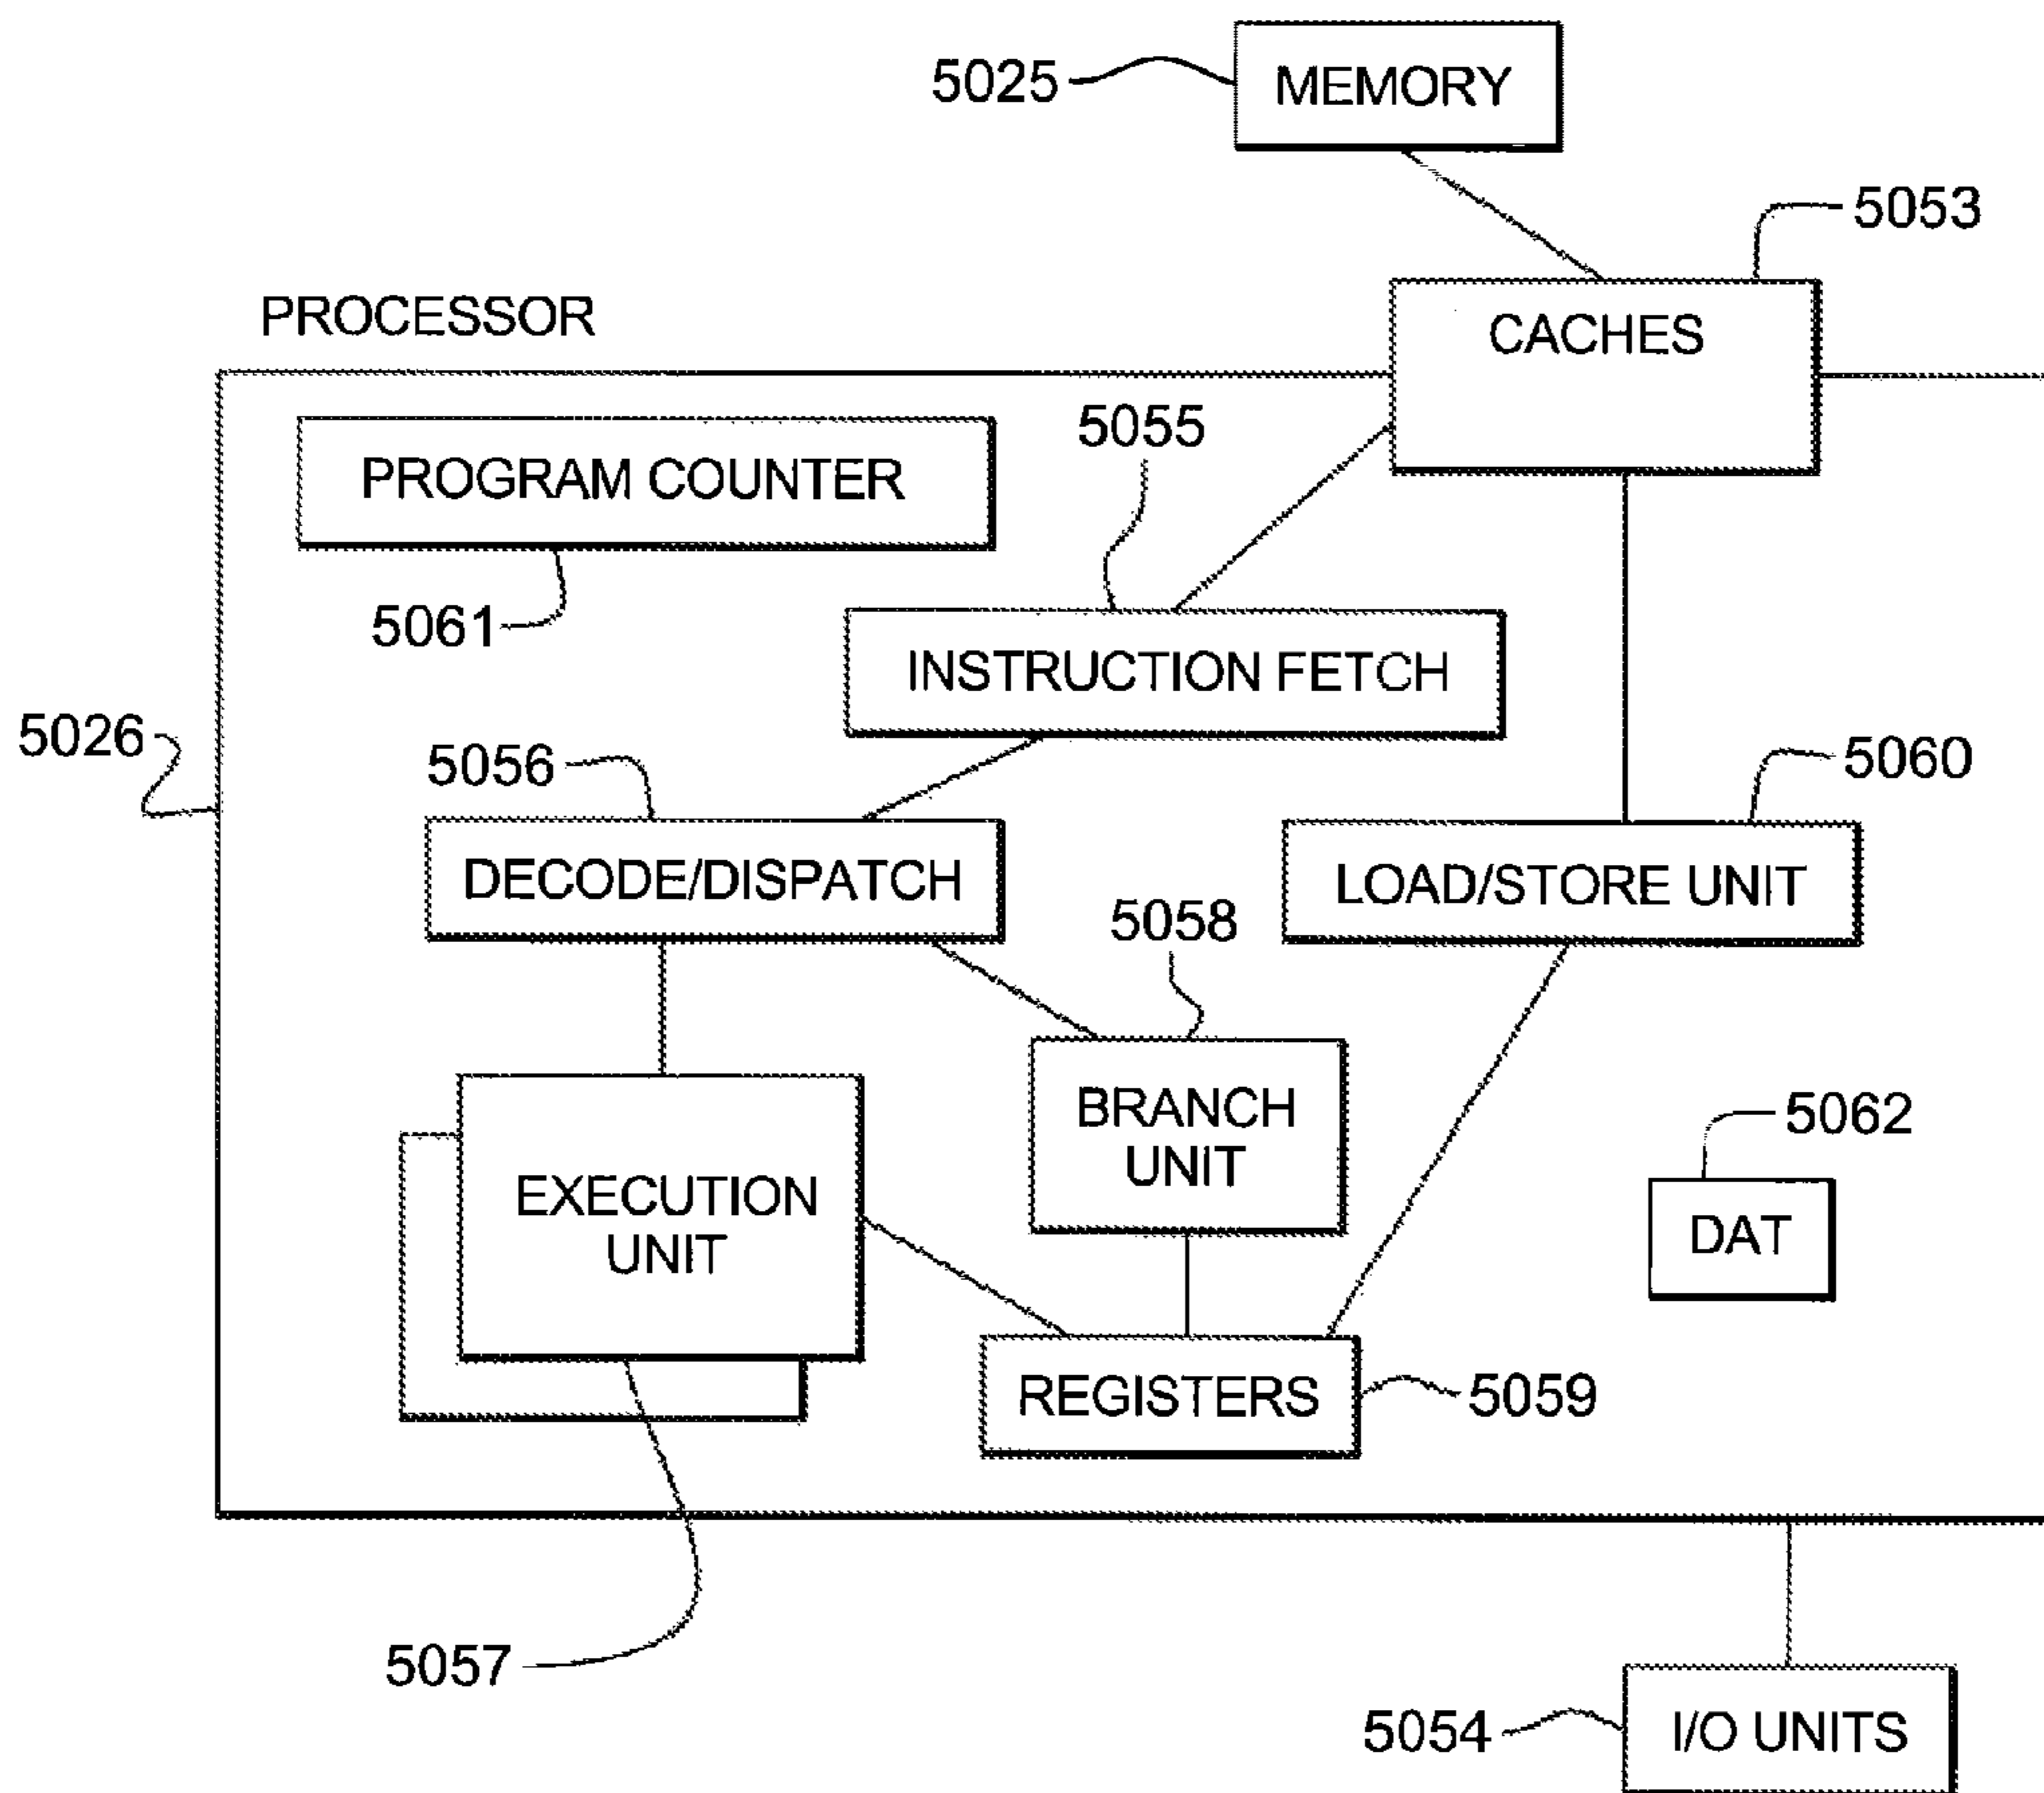 MEMORY
5025
5053
CACHES
PROCESSOR
PROGRAM COUNTER
5055
5061
INSTRUCTION FETCH
5026
5056
5060
DECODE/DISPATCH
LOAD/STORE UNIT
5058
BRANCH
UNIT
5062
EXECUTION
UNIT
DAT
REGISTERS
5059
5057
5054
I/O UNITS